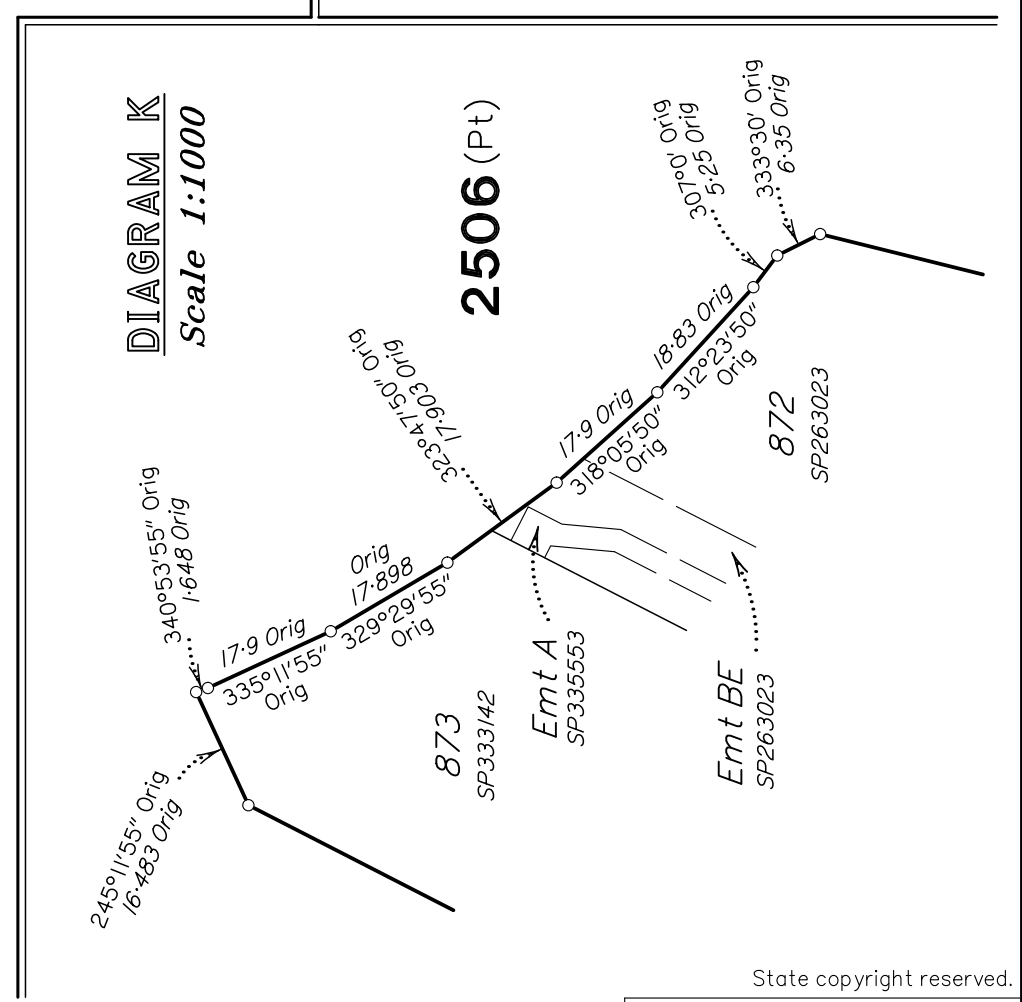 DIAGRAM K
Scale 1:1000
2506 (Pt)
307°0' Orig
5·25 Orig
333°30' Orig
6·35 Orig
18·83 Orig
312°23'50"
Orig
872
SP263023
17·9 Orig
318°05'50"
Orig
323°47'50" Orig
17·903 Orig
Orig
17·898
329°29'55"
Orig
340°53'55" Orig
1·648 Orig
17·9 Orig
335°11'55"
Orig
873
SP333142
Emt A
SP335553
Emt BE
SP263023
245°11'55" Orig
16·483 Orig
State copyright reserved.